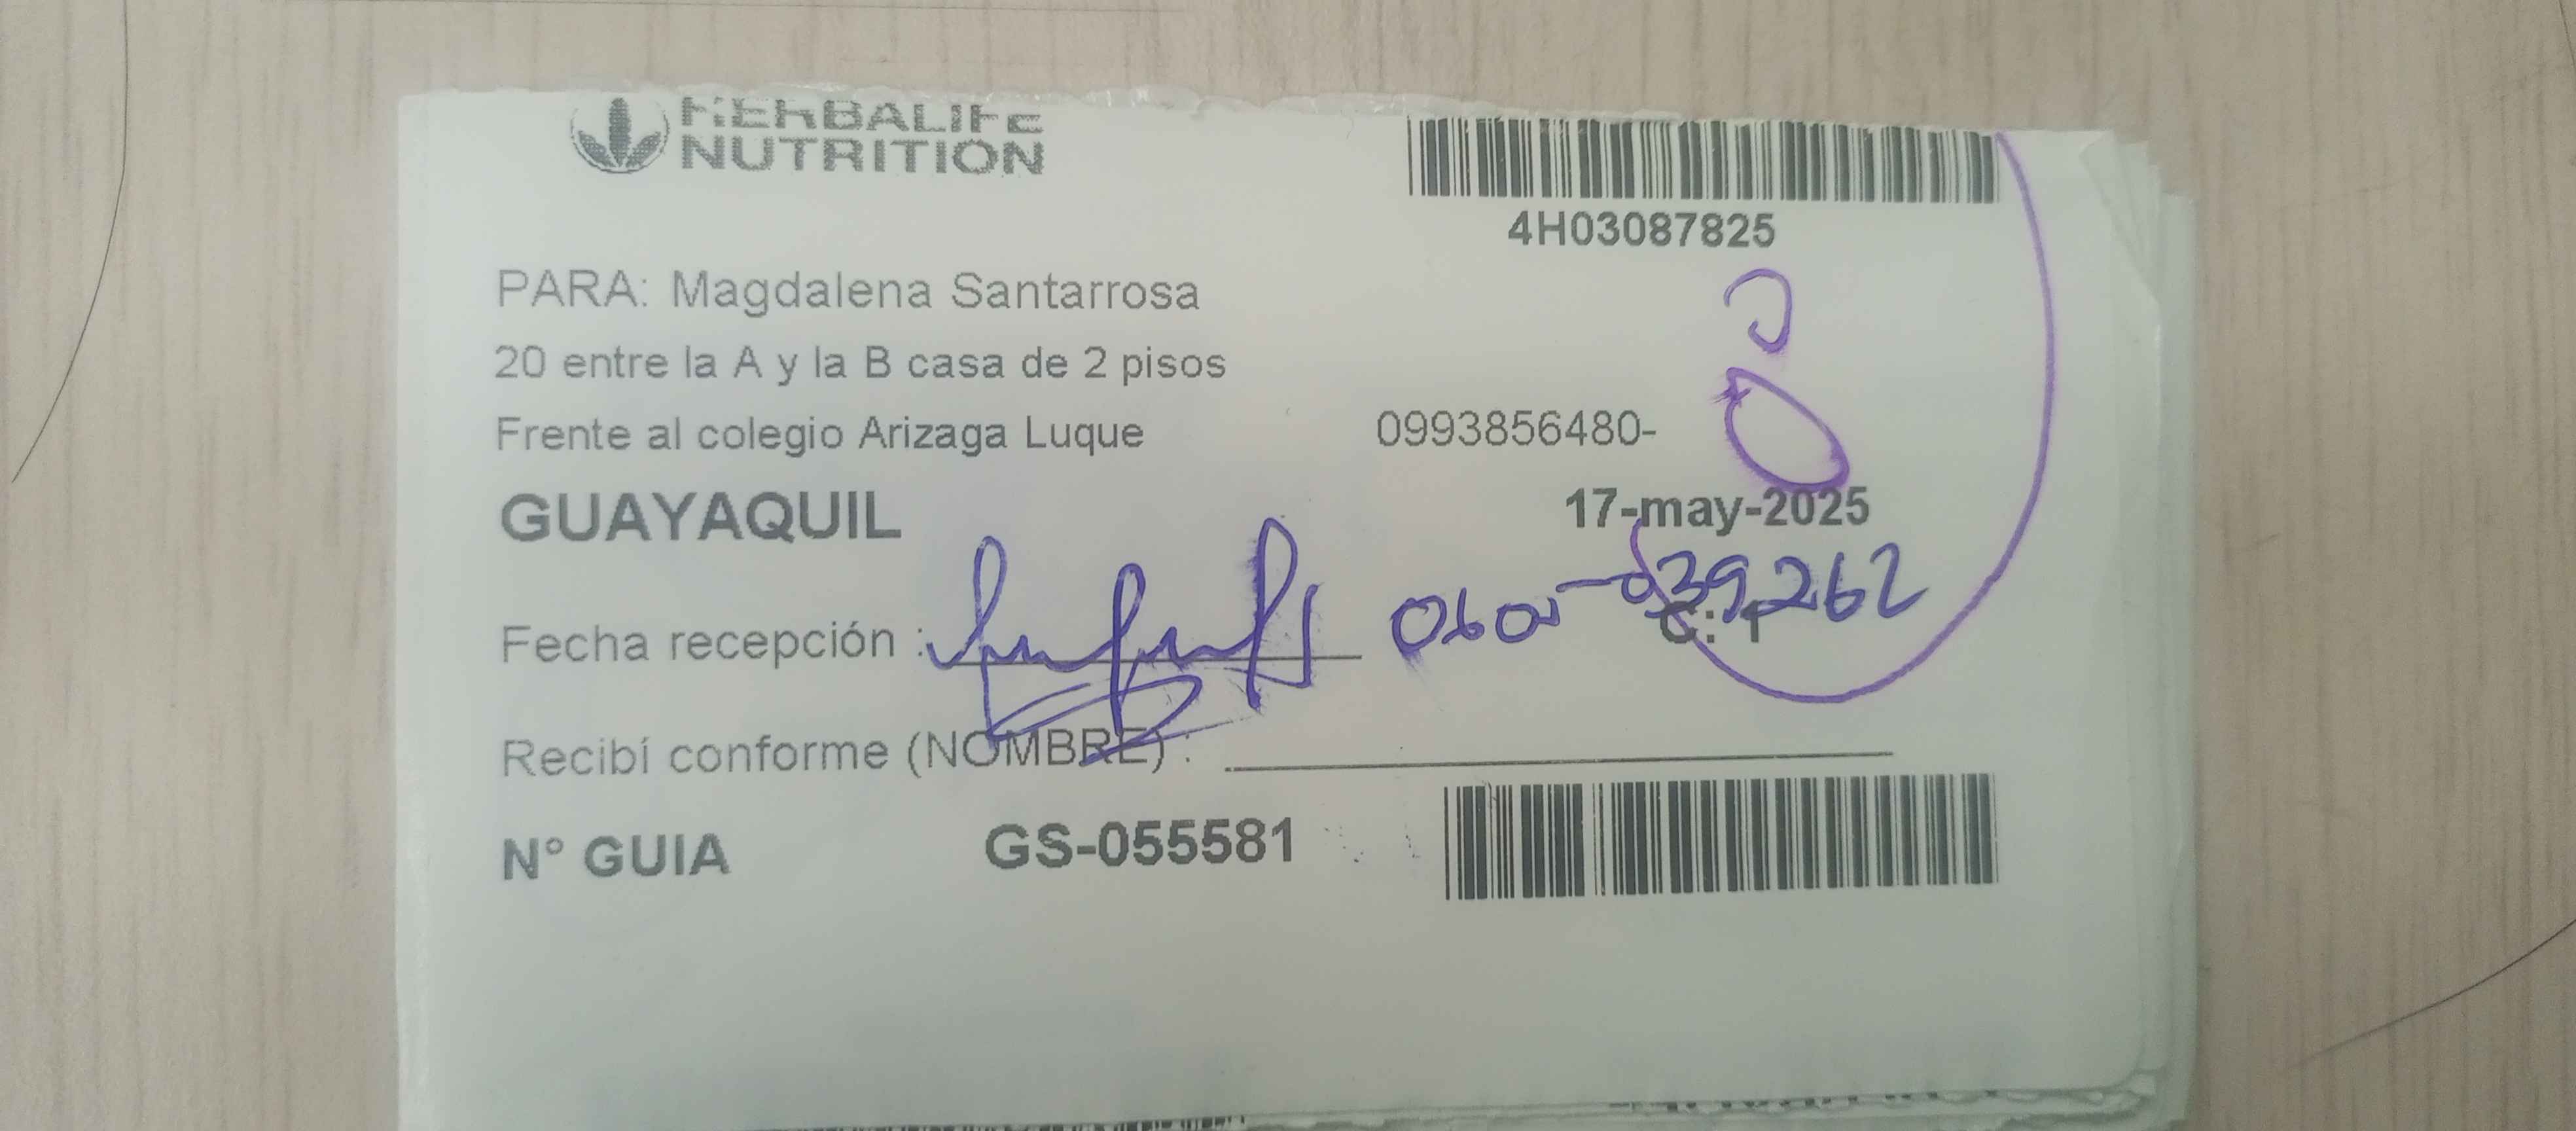 HERBALIFE
NUTRITION
4H03087825
PARA: Magdalena Santarrosa
20 entre la A y la B casa de 2 pisos
Frente al colegio Arizaga Luque 0993856480-
GUAYAQUIL 17-may-2025
Fecha recepción :
C: 1
Recibí conforme (NOMBRE) :
N° GUIA GS-055581